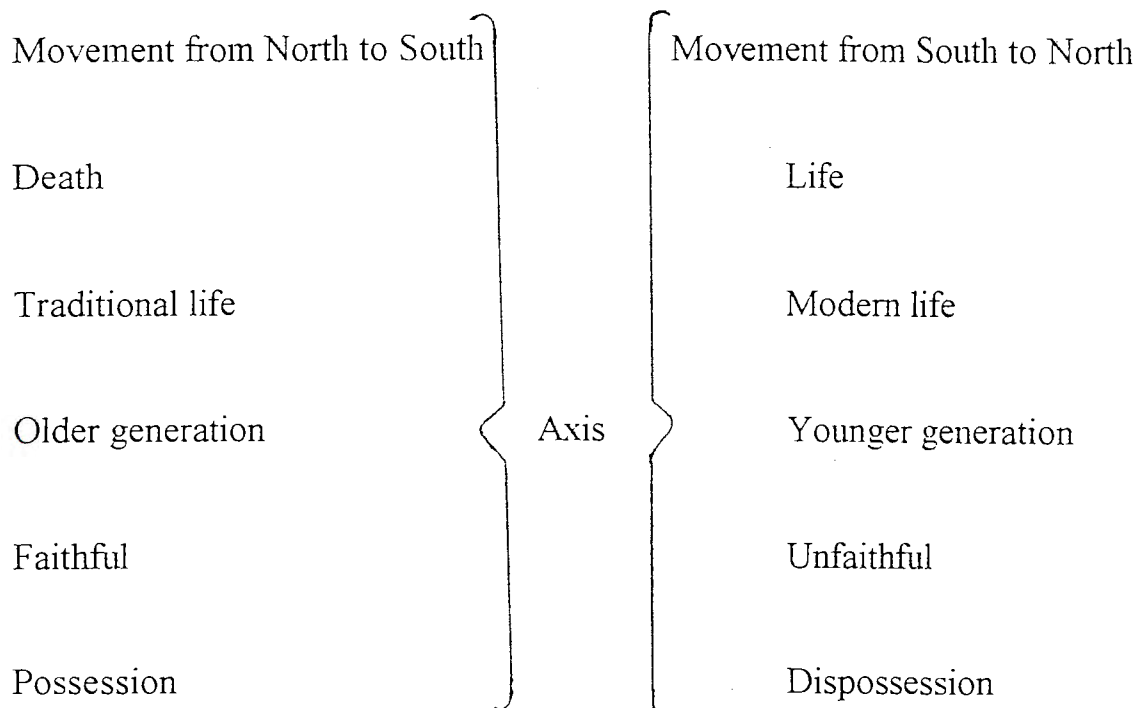 Movement from North to South Movement from South to North
Death Life
Traditional life Modern life
Older generation Axis Younger generation
Faithful Unfaithful
Possession Dispossession